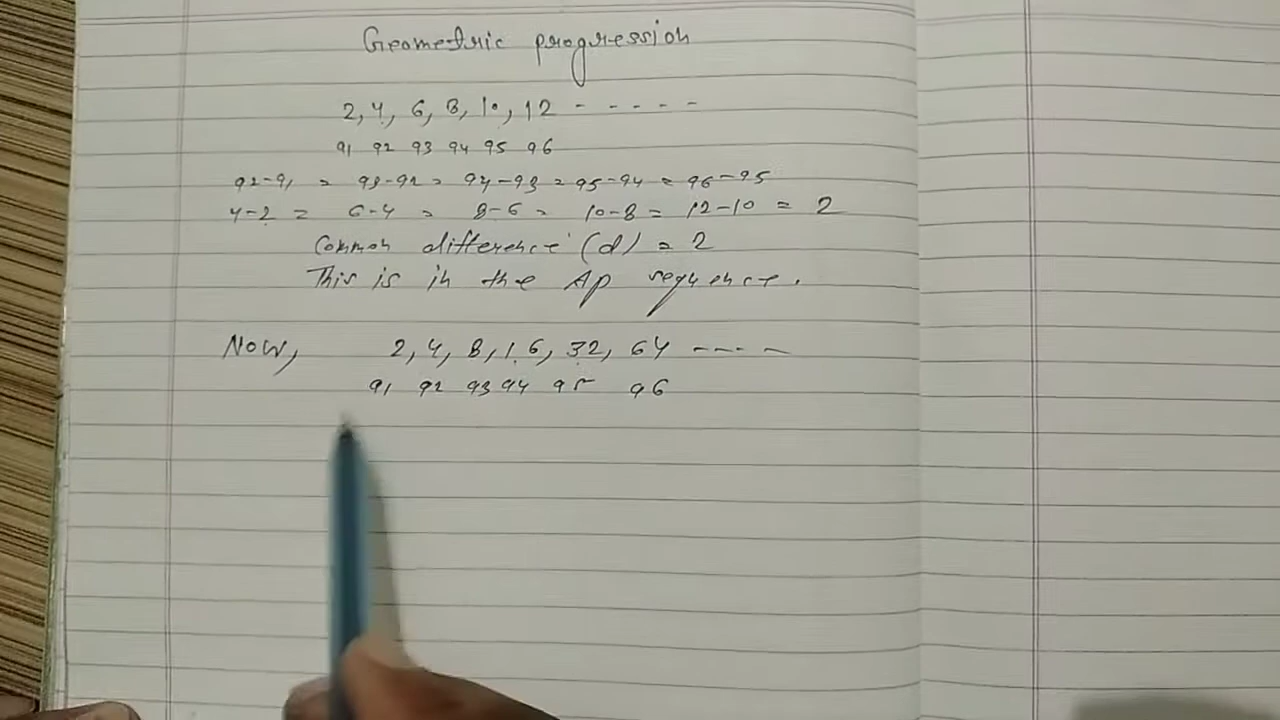 Geometric progression
2, 4, 6, 8, 10, 12 - - - - -
a1 a2 a3 a4 a5 a6
a2-a1 = a3-a2 = a4-a3 = a5-a4 = a6-a5
4-2 = 6-4 = 8-6 = 10-8 = 12-10 = 2
Common difference (d) = 2
This is in the AP sequence.
Now, 2, 4, 8, 16, 32, 64 - - - -
a1 a2 a3 a4 a5 a6